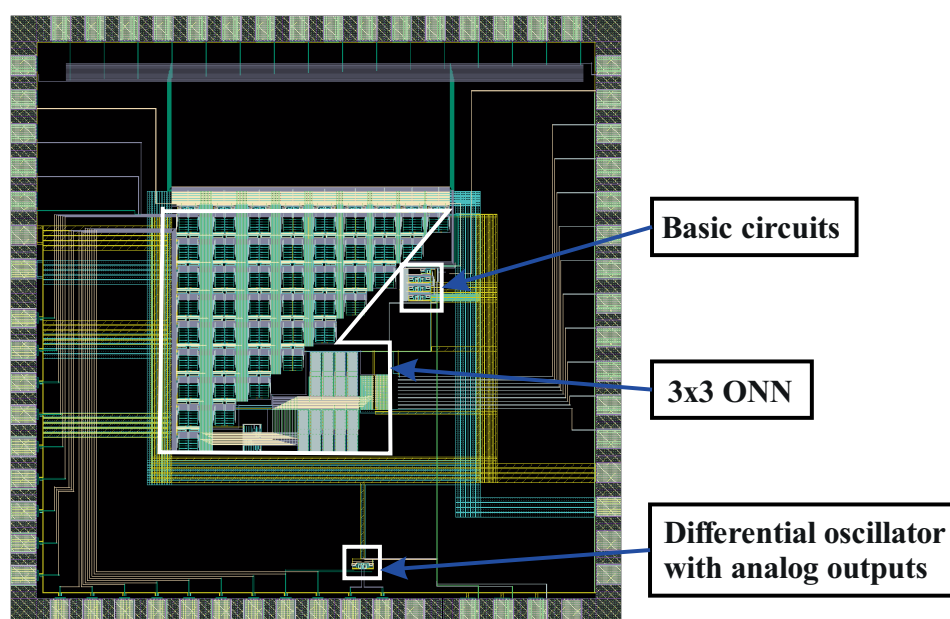 Basic circuits
3x3 ONN
Differential oscillator
with analog outputs